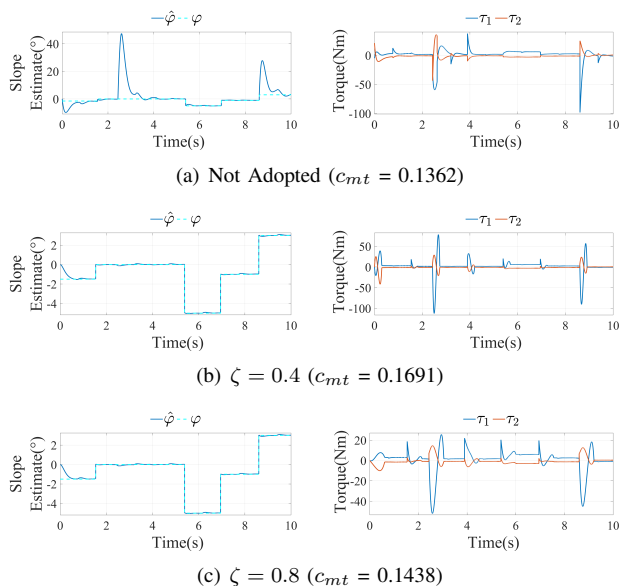 φ̂ φ
τ1 τ2
Slope
Estimate(°)
40
20
0
0 2 4 6 8 10
Time(s)
Torque(Nm)
0
-50
-100
0 2 4 6 8 10
Time(s)
(a) Not Adopted (cmt = 0.1362)
φ̂ φ
τ1 τ2
Slope
Estimate(°)
2
0
-2
-4
0 2 4 6 8 10
Time(s)
Torque(Nm)
50
0
-50
-100
0 2 4 6 8 10
Time(s)
(b) ζ = 0.4 (cmt = 0.1691)
φ̂ φ
τ1 τ2
Slope
Estimate(°)
2
0
-2
-4
0 2 4 6 8 10
Time(s)
Torque(Nm)
20
0
-20
-40
0 2 4 6 8 10
Time(s)
(c) ζ = 0.8 (cmt = 0.1438)